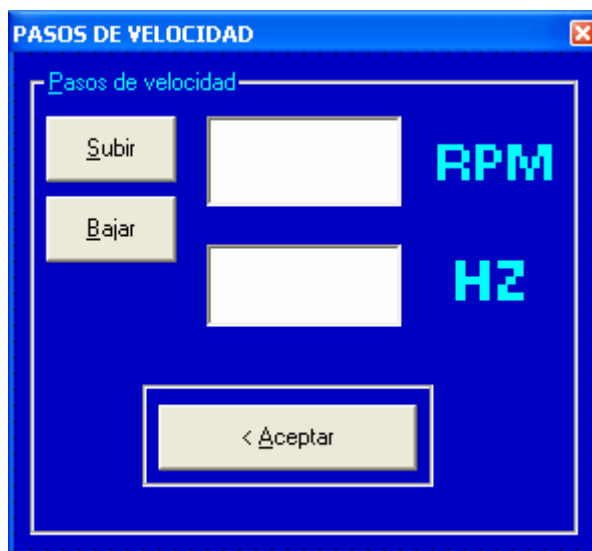 PASOS DE VELOCIDAD
Pasos de velocidad
Subir
RPM
Bajar
HZ
< Aceptar